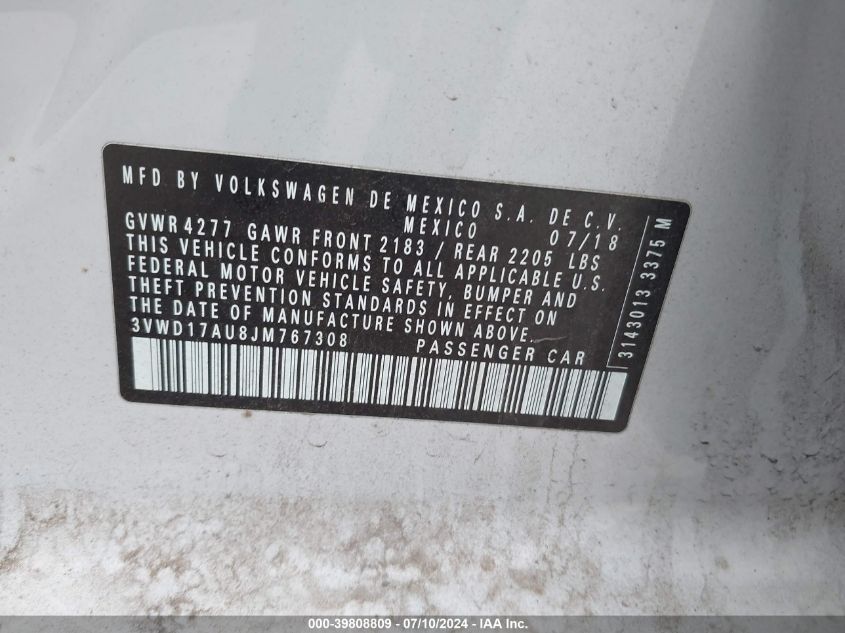 MFD BY VOLKSWAGEN DE MEXICO S.A. DE C.V.
MEXICO 07/18
GVWR 4277 GAWR FRONT 2183 / REAR 2205 LBS
THIS VEHICLE CONFORMS TO ALL APPLICABLE U.S.
FEDERAL MOTOR VEHICLE SAFETY, BUMPER AND
THEFT PREVENTION STANDARDS IN EFFECT ON
THE DATE OF MANUFACTURE SHOWN ABOVE.
3VWD17AU8JM767308 PASSENGER CAR
3143013 3375 M
000-39808809 - 07/10/2024 - IAA Inc.